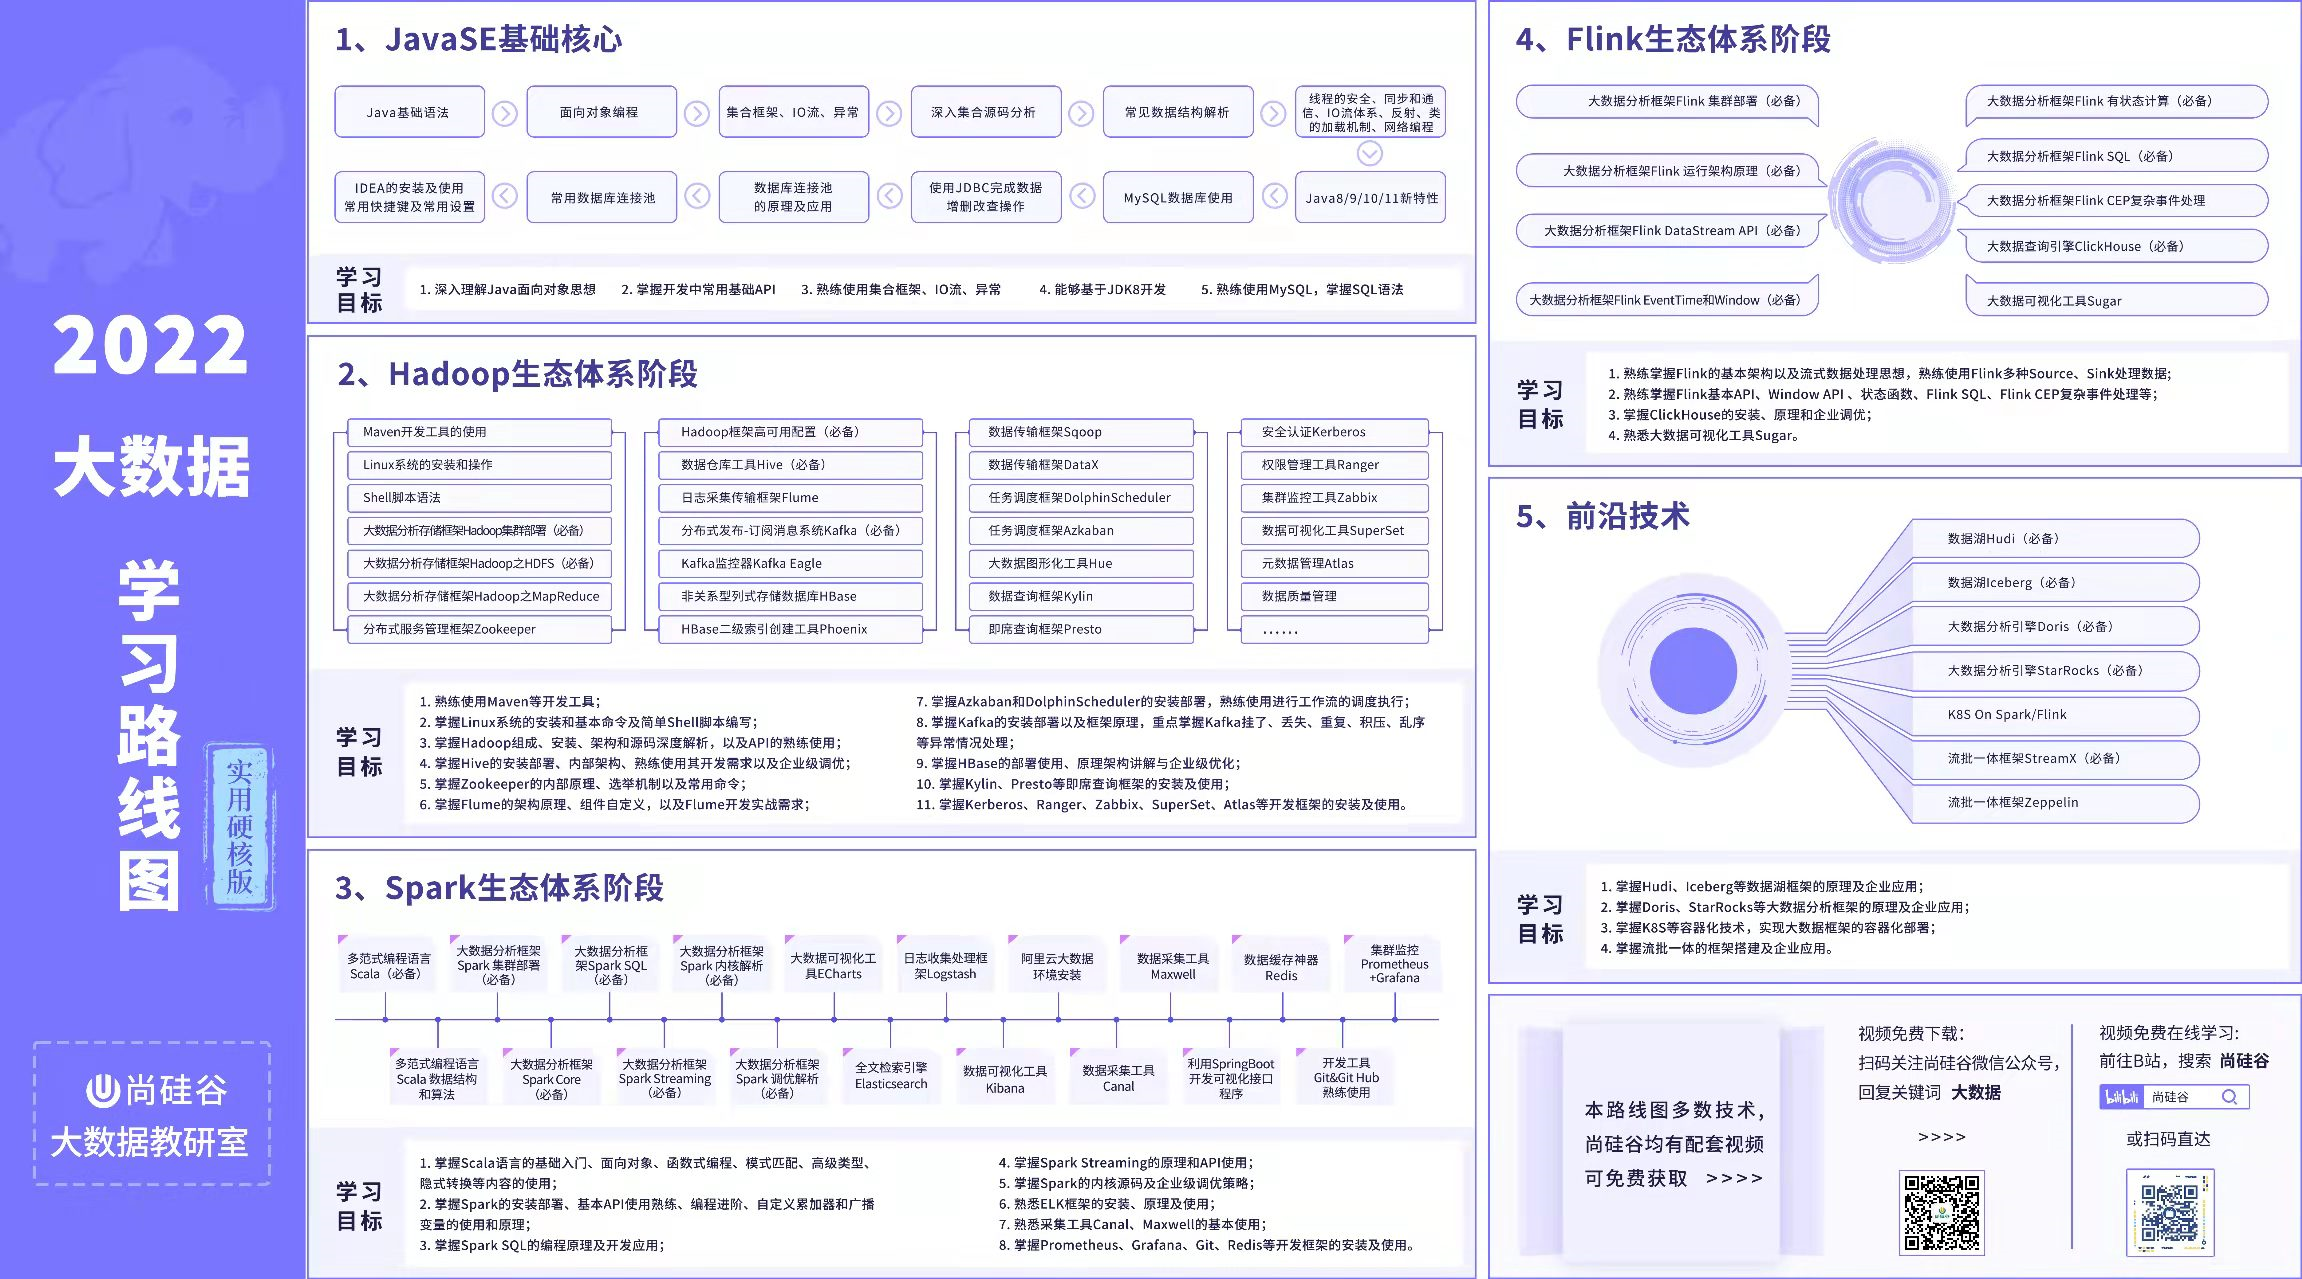 2022
大数据
学习路线图
实用硬核版
尚硅谷
大数据教研室
1、JavaSE基础核心
Java基础语法
面向对象编程
集合框架、IO流、异常
深入集合源码分析
常见数据结构解析
线程的安全、同步和通
信、IO流体系、反射、类
的加载机制、网络编程
Java8/9/10/11新特性
MySQL数据库使用
使用JDBC完成数据
增删改查操作
数据库连接池
的原理及应用
常用数据库连接池
IDEA的安装及使用
常用快捷键及常用设置
学习
目标
1. 深入理解Java面向对象思想
2. 掌握开发中常用基础API
3. 熟练使用集合框架、IO流、异常
4. 能够基于JDK8开发
5. 熟练使用MySQL，掌握SQL语法
2、Hadoop生态体系阶段
Maven开发工具的使用
Linux系统的安装和操作
Shell脚本语法
大数据分析存储框架Hadoop集群部署（必备）
大数据分析存储框架Hadoop之HDFS（必备）
大数据分析存储框架Hadoop之MapReduce
分布式服务管理框架Zookeeper
Hadoop框架高可用配置（必备）
数据仓库工具Hive（必备）
日志采集传输框架Flume
分布式发布-订阅消息系统Kafka（必备）
Kafka监控器Kafka Eagle
非关系型列式存储数据库HBase
HBase二级索引创建工具Phoenix
数据传输框架Sqoop
数据传输框架DataX
任务调度框架DolphinScheduler
任务调度框架Azkaban
大数据图形化工具Hue
数据查询框架Kylin
即席查询框架Presto
安全认证Kerberos
权限管理工具Ranger
集群监控工具Zabbix
数据可视化工具SuperSet
元数据管理Atlas
数据质量管理
......
学习
目标
1. 熟练使用Maven等开发工具；
2. 掌握Linux系统的安装和基本命令及简单Shell脚本编写；
3. 掌握Hadoop组成、安装、架构和源码深度解析，以及API的熟练使用；
4. 掌握Hive的安装部署、内部架构、熟练使用其开发需求以及企业级调优；
5. 掌握Zookeeper的内部原理、选举机制以及常用命令；
6. 掌握Flume的架构原理、组件自定义，以及Flume开发实战需求；
7. 掌握Azkaban和DolphinScheduler的安装部署，熟练使用进行工作流的调度执行；
8. 掌握Kafka的安装部署以及框架原理，重点掌握Kafka挂了、丢失、重复、积压、乱序
等异常情况处理；
9. 掌握HBase的部署使用、原理架构讲解与企业级优化；
10. 掌握Kylin、Presto等即席查询框架的安装及使用；
11. 掌握Kerberos、Ranger、Zabbix、SuperSet、Atlas等开发框架的安装及使用。
3、Spark生态体系阶段
多范式编程语言
Scala（必备）
大数据分析框架
Spark 集群部署
（必备）
大数据分析框
架Spark SQL
（必备）
大数据分析框架
Spark 内核解析
（必备）
大数据可视化工
具ECharts
日志收集处理框
架Logstash
阿里云大数据
环境安装
数据采集工具
Maxwell
数据缓存神器
Redis
集群监控
Prometheus
+Grafana
多范式编程语言
Scala 数据结构
和算法
大数据分析框架
Spark Core
（必备）
大数据分析框架
Spark Streaming
（必备）
大数据分析框架
Spark 调优解析
（必备）
全文检索引擎
Elasticsearch
数据可视化工具
Kibana
数据采集工具
Canal
利用SpringBoot
开发可视化接口
程序
开发工具
Git&Git Hub
熟练使用
学习
目标
1. 掌握Scala语言的基础入门、面向对象、函数式编程、模式匹配、高级类型、
隐式转换等内容的使用；
2. 掌握Spark的安装部署、基本API使用熟练、编程进阶、自定义累加器和广播
变量的使用和原理；
3. 掌握Spark SQL的编程原理及开发应用；
4. 掌握Spark Streaming的原理和API使用；
5. 掌握Spark的内核源码及企业级调优策略；
6. 熟悉ELK框架的安装、原理及使用；
7. 熟悉采集工具Canal、Maxwell的基本使用；
8. 掌握Prometheus、Grafana、Git、Redis等开发框架的安装及使用。
4、Flink生态体系阶段
大数据分析框架Flink 集群部署（必备）
大数据分析框架Flink 运行架构原理（必备）
大数据分析框架Flink DataStream API（必备）
大数据分析框架Flink EventTime和Window（必备）
大数据分析框架Flink 有状态计算（必备）
大数据分析框架Flink SQL（必备）
大数据分析框架Flink CEP复杂事件处理
大数据查询引擎ClickHouse（必备）
大数据可视化工具Sugar
学习
目标
1. 熟练掌握Flink的基本架构以及流式数据处理思想，熟练使用Flink多种Source、Sink处理数据；
2. 熟练掌握Flink基本API、Window API 、状态函数、Flink SQL、Flink CEP复杂事件处理等；
3. 掌握ClickHouse的安装、原理和企业调优；
4. 熟悉大数据可视化工具Sugar。
5、前沿技术
数据湖Hudi（必备）
数据湖Iceberg（必备）
大数据分析引擎Doris（必备）
大数据分析引擎StarRocks（必备）
K8S On Spark/Flink
流批一体框架StreamX（必备）
流批一体框架Zeppelin
学习
目标
1. 掌握Hudi、Iceberg等数据湖框架的原理及企业应用；
2. 掌握Doris、StarRocks等大数据分析框架的原理及企业应用；
3. 掌握K8S等容器化技术，实现大数据框架的容器化部署；
4. 掌握流批一体的框架搭建及企业应用。
本路线图多数技术，
尚硅谷均有配套视频
可免费获取 >>>>
视频免费下载：
扫码关注尚硅谷微信公众号，
回复关键词 大数据
>>>>
视频免费在线学习:
前往B站，搜索 尚硅谷
bilibili 尚硅谷
或扫码直达